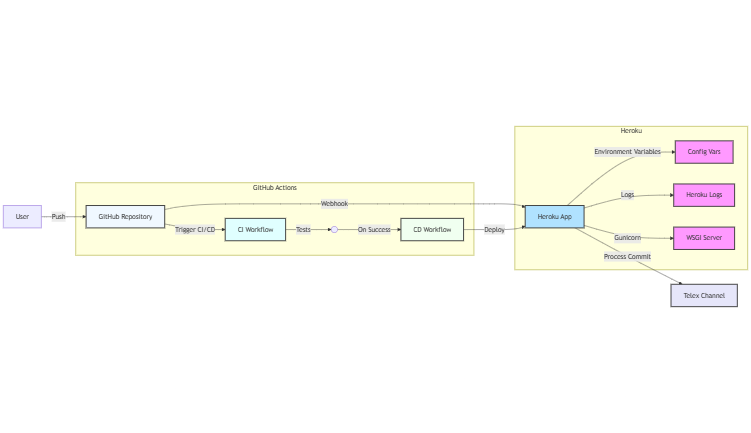 Heroku
Environment Variables
Config Vars
GitHub Actions
Logs
Heroku Logs
Webhook
User
Push
GitHub Repository
Heroku App
Trigger CI/CD
CI Workflow
Tests
On Success
CD Workflow
Deploy
Gunicorn
WSGI Server
Process Commit
Telex Channel